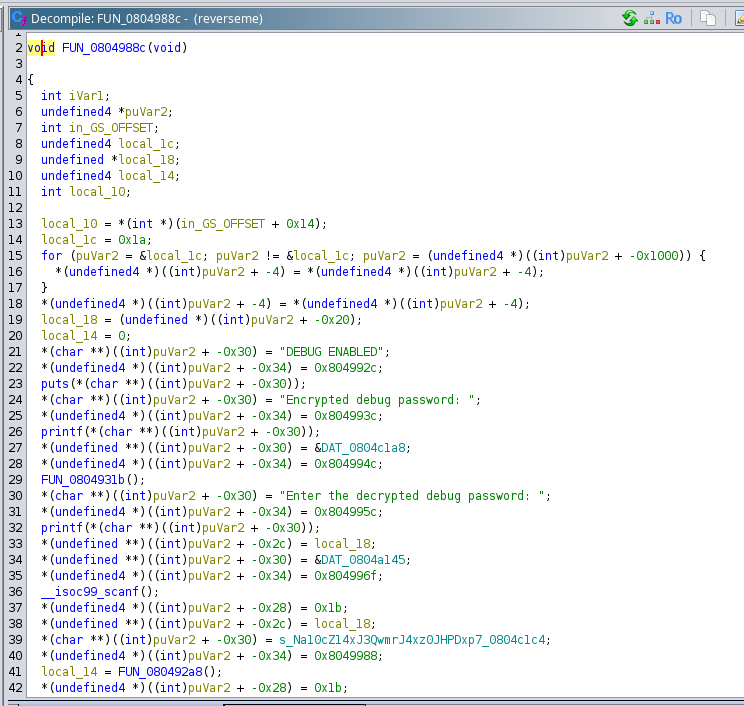 Decompile: FUN_0804988c - (reverseme)
Ro
1
2 void FUN_0804988c(void)
3
4 {
5 int iVar1;
6 undefined4 *puVar2;
7 int in_GS_OFFSET;
8 undefined4 local_1c;
9 undefined *local_18;
10 undefined4 local_14;
11 int local_10;
12
13 local_10 = *(int *)(in_GS_OFFSET + 0x14);
14 local_1c = 0x1a;
15 for (puVar2 = &local_1c; puVar2 != &local_1c; puVar2 = (undefined4 *)((int)puVar2 + -0x1000)) {
16 *(undefined4 *)((int)puVar2 + -4) = *(undefined4 *)((int)puVar2 + -4);
17 }
18 *(undefined4 *)((int)puVar2 + -4) = *(undefined4 *)((int)puVar2 + -4);
19 local_18 = (undefined *)((int)puVar2 + -0x20);
20 local_14 = 0;
21 *(char **)((int)puVar2 + -0x30) = "DEBUG ENABLED";
22 *(undefined4 *)((int)puVar2 + -0x34) = 0x804992c;
23 puts(*(char **)((int)puVar2 + -0x30));
24 *(char **)((int)puVar2 + -0x30) = "Encrypted debug password: ";
25 *(undefined4 *)((int)puVar2 + -0x34) = 0x804993c;
26 printf(*(char **)((int)puVar2 + -0x30));
27 *(undefined **)((int)puVar2 + -0x30) = &DAT_0804c1a8;
28 *(undefined4 *)((int)puVar2 + -0x34) = 0x804994c;
29 FUN_0804931b();
30 *(char **)((int)puVar2 + -0x30) = "Enter the decrypted debug password: ";
31 *(undefined4 *)((int)puVar2 + -0x34) = 0x804995c;
32 printf(*(char **)((int)puVar2 + -0x30));
33 *(undefined **)((int)puVar2 + -0x2c) = local_18;
34 *(undefined **)((int)puVar2 + -0x30) = &DAT_0804a145;
35 *(undefined4 *)((int)puVar2 + -0x34) = 0x804996f;
36 __isoc99_scanf();
37 *(undefined4 *)((int)puVar2 + -0x28) = 0x1b;
38 *(undefined **)((int)puVar2 + -0x2c) = local_18;
39 *(char **)((int)puVar2 + -0x30) = s_Na10cZ14xJ3QwmrJ4xz0JHPDxp7_0804c1c4;
40 *(undefined4 *)((int)puVar2 + -0x34) = 0x8049988;
41 local_14 = FUN_080492a8();
42 *(undefined4 *)((int)puVar2 + -0x28) = 0x1b;